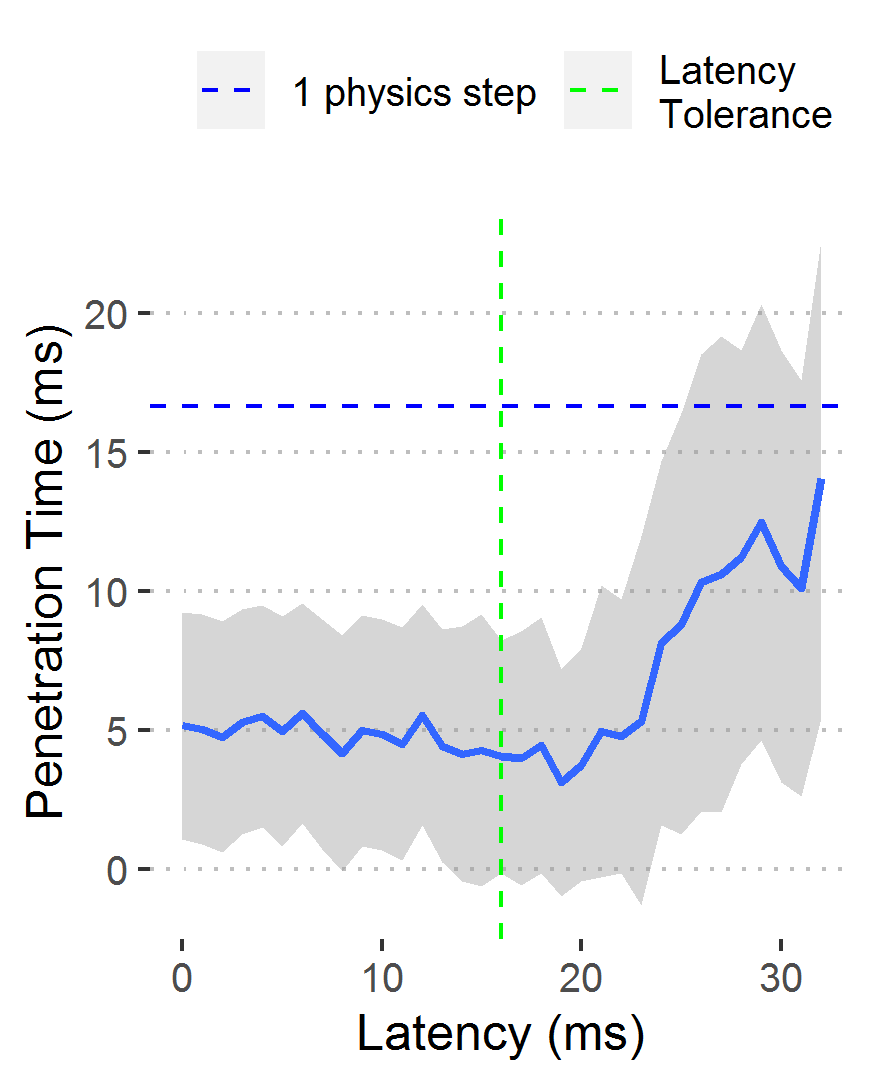 1 physics step
Latency
Tolerance
Penetration Time (ms)
20
15
10
5
0
0 10 20 30
Latency (ms)